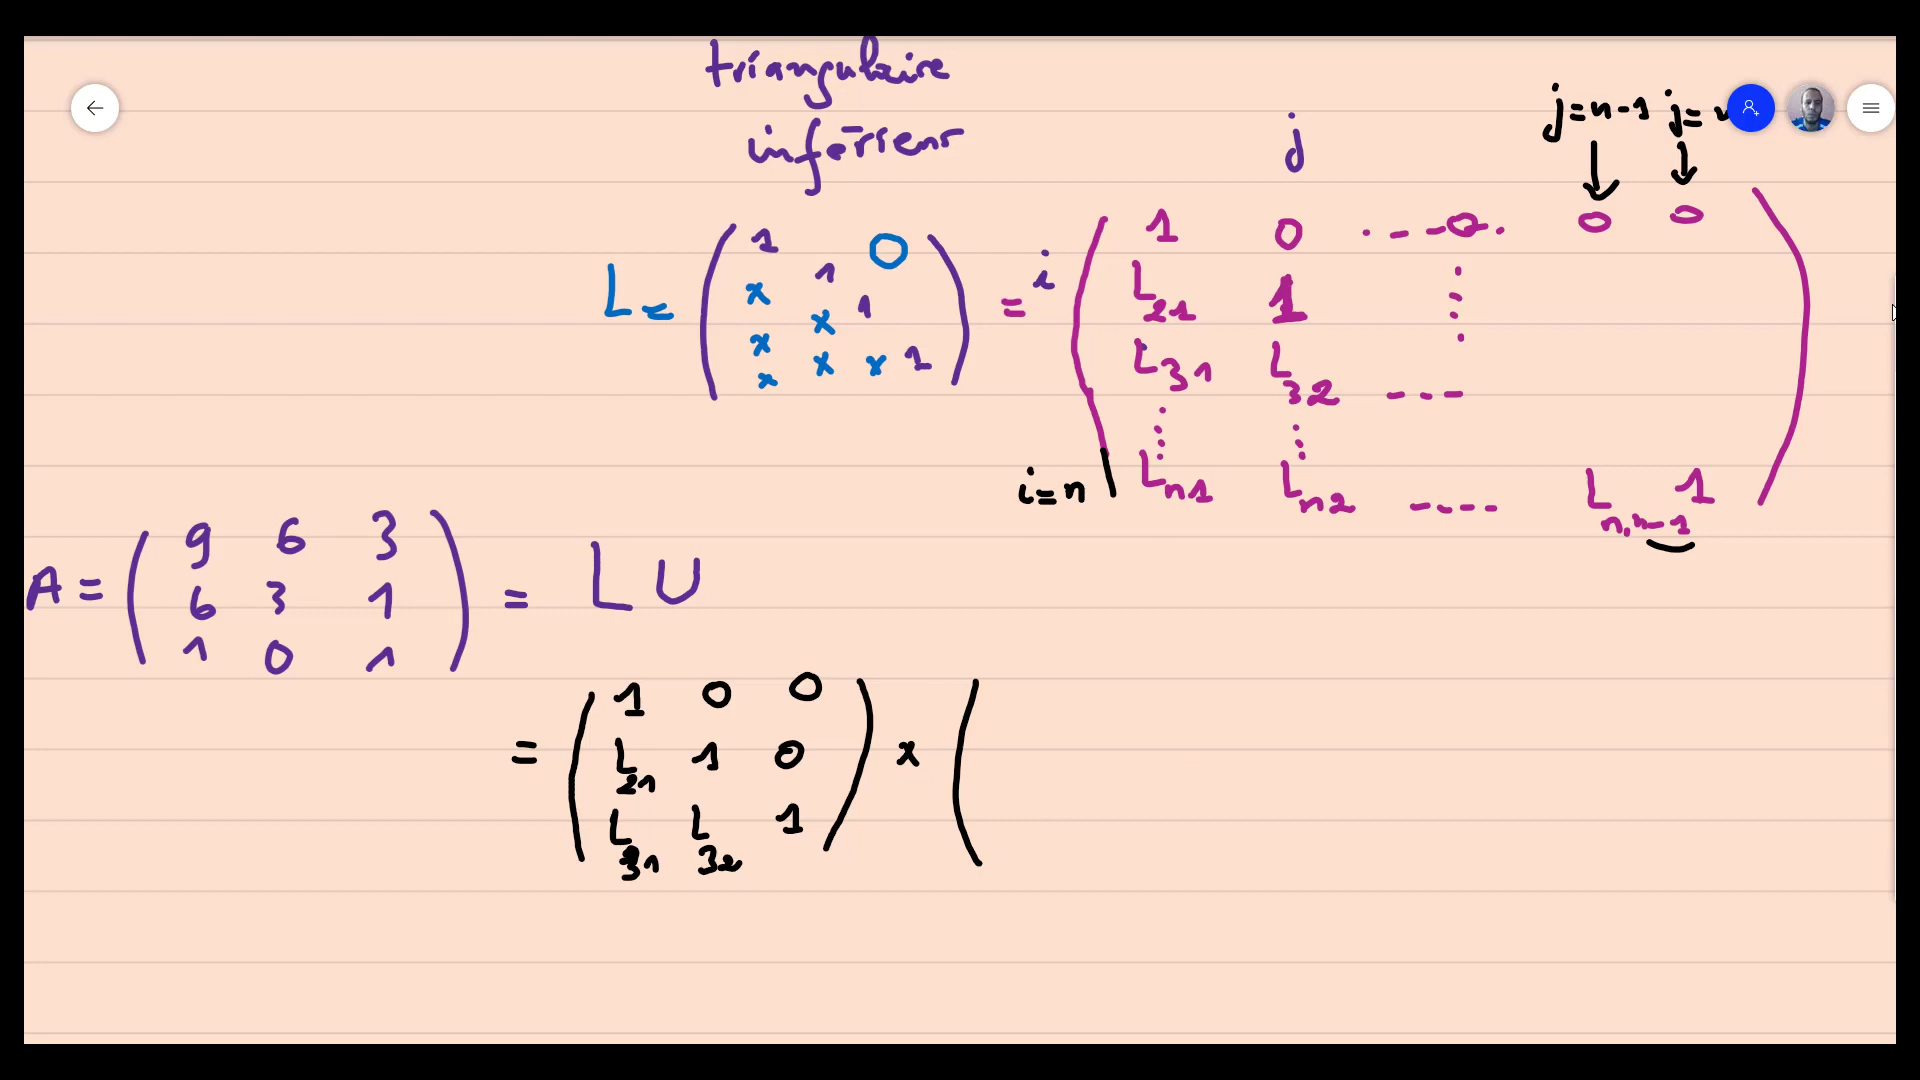 triangulaire
inférieur
j
j=n-1 j=
L= ( 1 0 ) = i ( 1 0 ----0-. 0 0 )
x 1
x x 1
x x x 1
L21 1
L31 L32 ---
i=n Ln1 Ln2 ---- Ln,n-1 1
A = ( 9 6 3 ) = L U
6 3 1
1 0 1
= ( 1 0 0 ) x (
L21 1 0
L31 L32 1